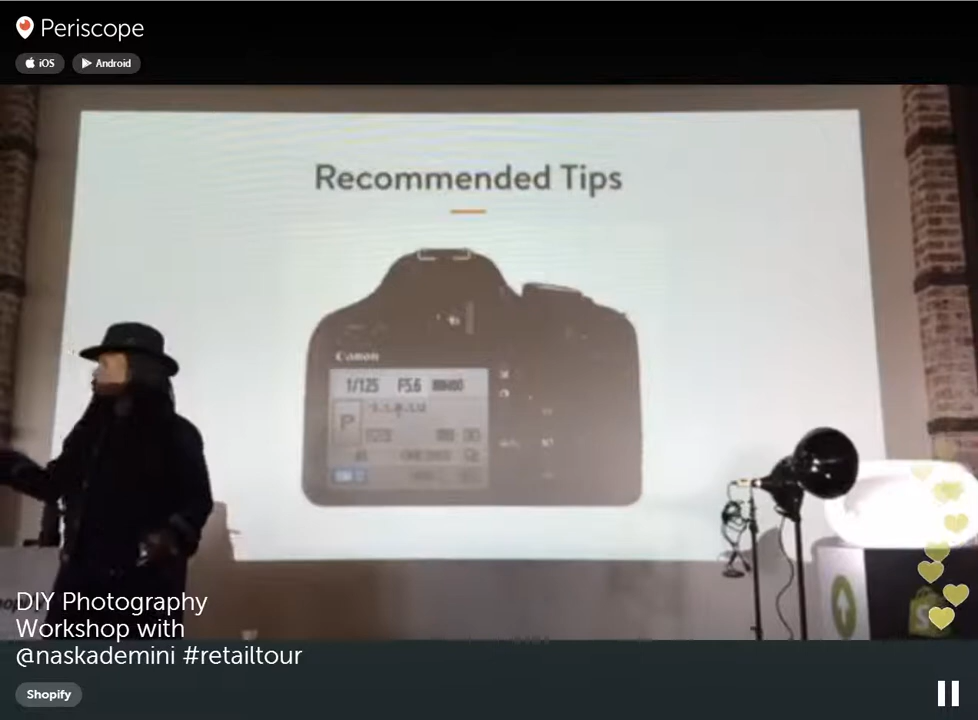 Periscope
iOS
Android
Recommended Tips
Canon
1/125 F5.6
P
DIY Photography
Workshop with
@naskademini #retailtour
Shopify